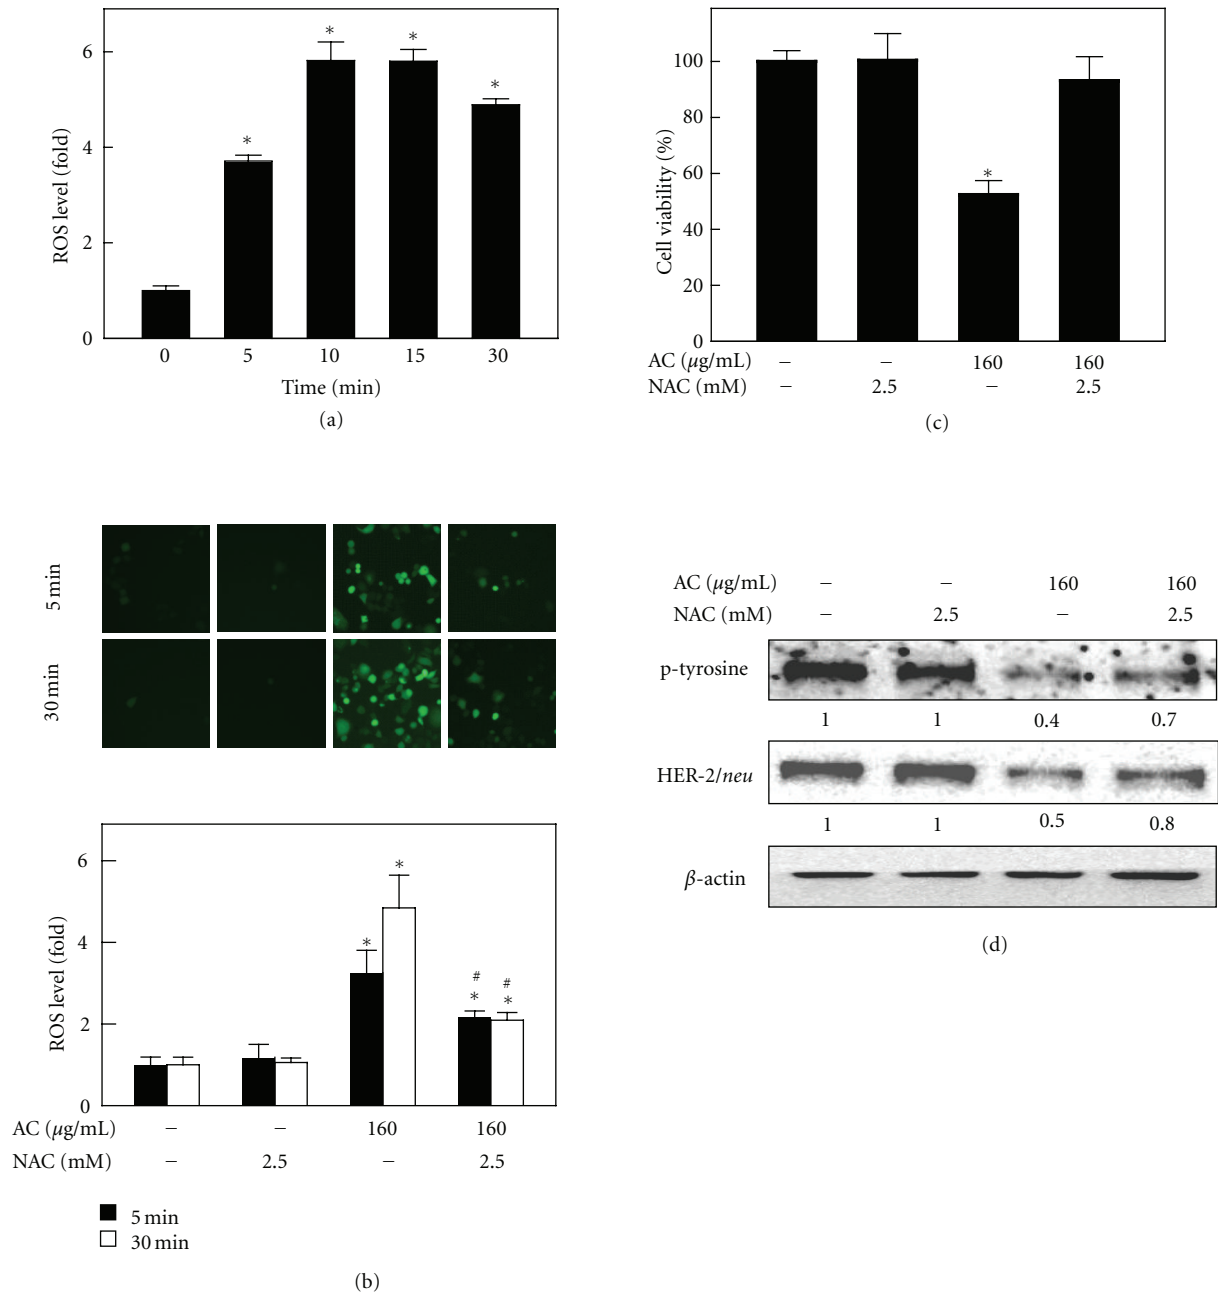 6
4
2
0
ROS level (fold)
*
*
*
*
0 5 10 15 30
Time (min)
(a)
100
80
60
40
20
0
Cell viability (%)
*
AC (μg/mL) – – 160 160
NAC (mM) – 2.5 – 2.5
(c)
5 min
30 min
6
4
2
0
ROS level (fold)
*
*
# #
* *
AC (μg/mL) – – 160 160
NAC (mM) – 2.5 – 2.5
5 min
30 min
(b)
AC (μg/mL) – – 160 160
NAC (mM) – 2.5 – 2.5
p-tyrosine
1 1 0.4 0.7
HER-2/neu
1 1 0.5 0.8
β-actin
(d)